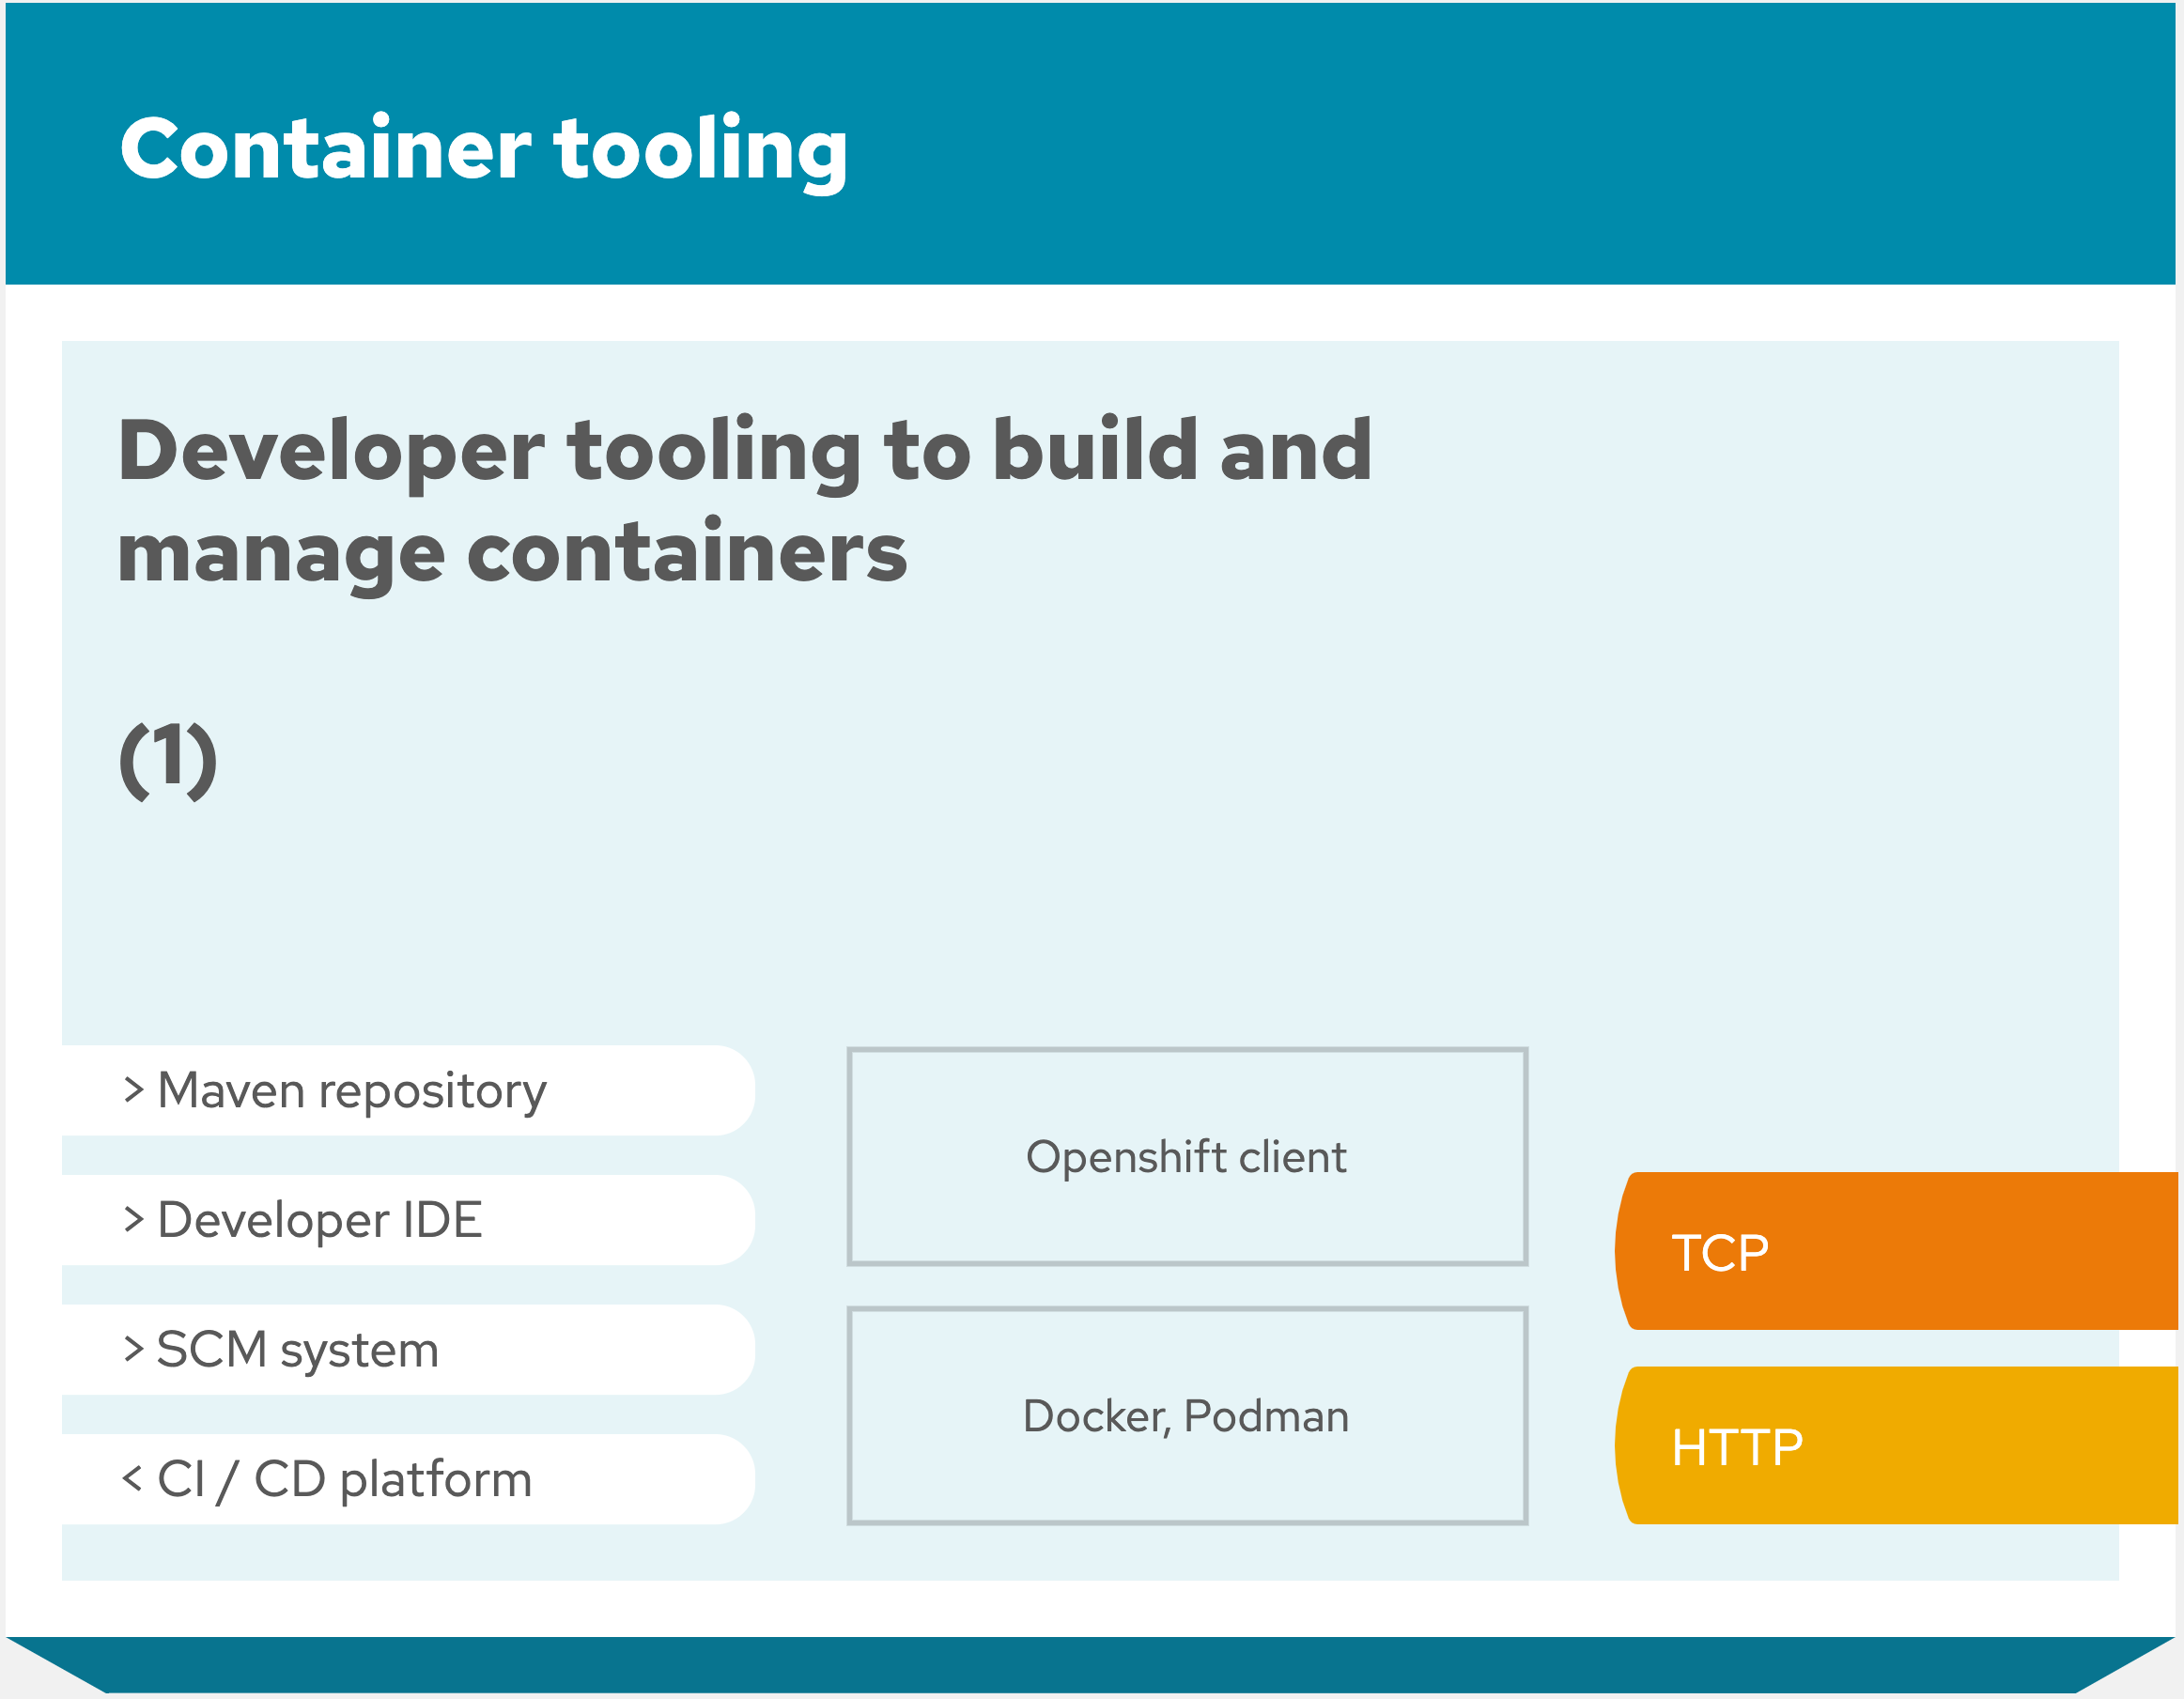 Container tooling
Developer tooling to build and
manage containers
(1)
> Maven repository
> Developer IDE
> SCM system
< CI / CD platform
Openshift client
Docker, Podman
TCP
HTTP